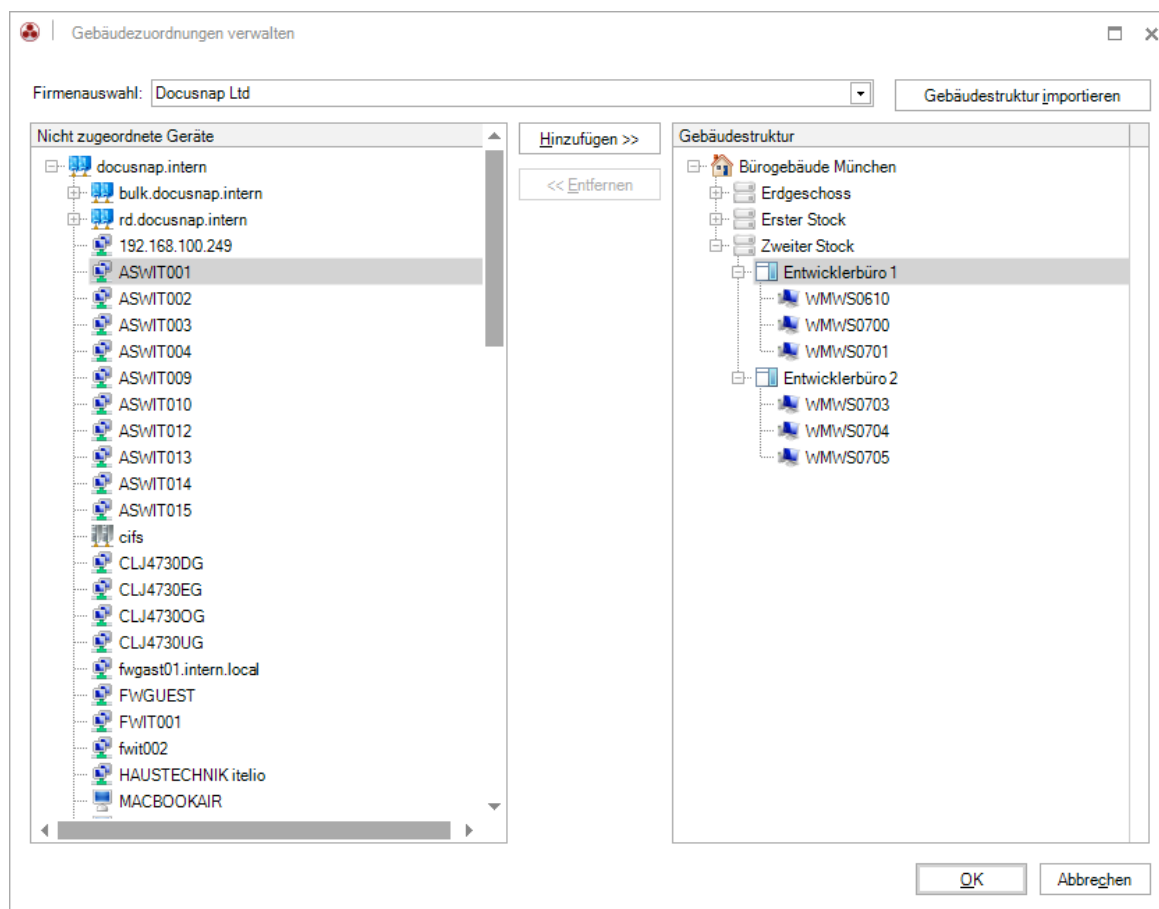 Gebäudezuordnungen verwalten
Firmenauswahl: Docusnap Ltd
Gebäudestruktur importieren
Nicht zugeordnete Geräte
docusnap.intern
bulk.docusnap.intern
rd.docusnap.intern
192.168.100.249
ASWIT001
ASWIT002
ASWIT003
ASWIT004
ASWIT009
ASWIT010
ASWIT012
ASWIT013
ASWIT014
ASWIT015
cifs
CLJ4730DG
CLJ4730EG
CLJ4730OG
CLJ4730UG
fwgast01.intern.local
FWGUEST
FWIT001
fwit002
HAUSTECHNIK itelio
MACBOOKAIR
Hinzufügen >>
<< Entfernen
Gebäudestruktur
Bürogebäude München
Erdgeschoss
Erster Stock
Zweiter Stock
Entwicklerbüro 1
WMWS0610
WMWS0700
WMWS0701
Entwicklerbüro 2
WMWS0703
WMWS0704
WMWS0705
OK
Abbrechen